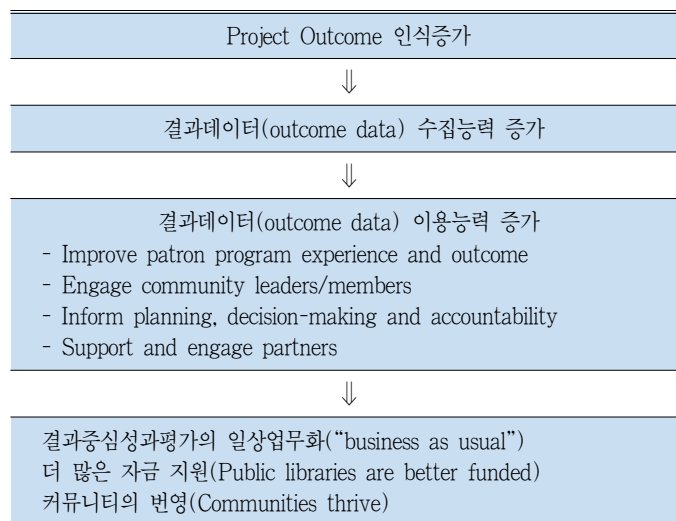 Project Outcome 인식증가
⇓
결과데이터(outcome data) 수집능력 증가
⇓
결과데이터(outcome data) 이용능력 증가
- Improve patron program experience and outcome
- Engage community leaders/members
- Inform planning, decision-making and accountability
- Support and engage partners
⇓
결과중심성과평가의 일상업무화(“business as usual”)
더 많은 자금 지원(Public libraries are better funded)
커뮤니티의 번영(Communities thrive)